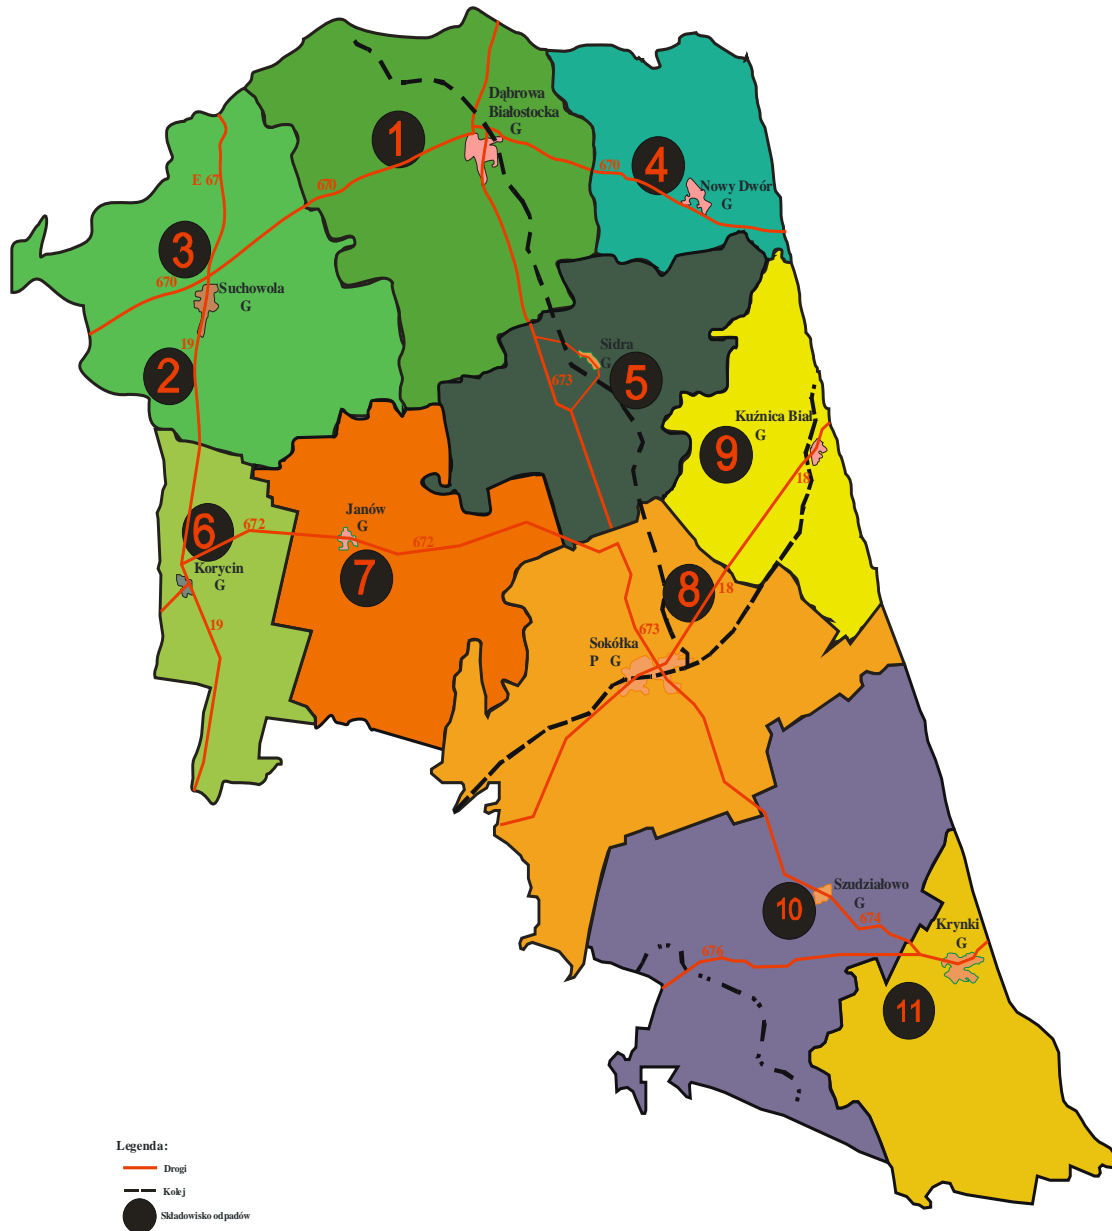 Dąbrowa
Białostocka
G
1
670
4
670
Nowy Dwór
G
E 67
3
670
Suchowola
G
19
2
Sidra
G
673
5
Kuźnica Biał
G
9
18
6
672
Janów
G
672
7
Korycin
G
19
8
18
673
Sokółka
P G
Szudziałowo
G
10
674
Krynki
G
676
11
Legenda:
Drogi
Kolej
Składowisko odpadów